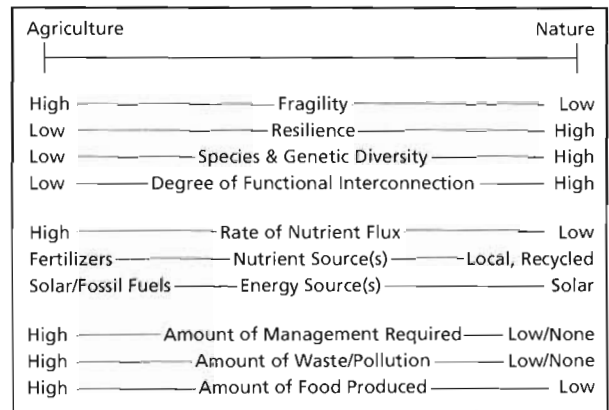 Agriculture Nature
High Fragility Low
Low Resilience High
Low Species & Genetic Diversity High
Low Degree of Functional Interconnection High
High Rate of Nutrient Flux Low
Fertilizers Nutrient Source(s) Local, Recycled
Solar/Fossil Fuels Energy Source(s) Solar
High Amount of Management Required Low/None
High Amount of Waste/Pollution Low/None
High Amount of Food Produced Low